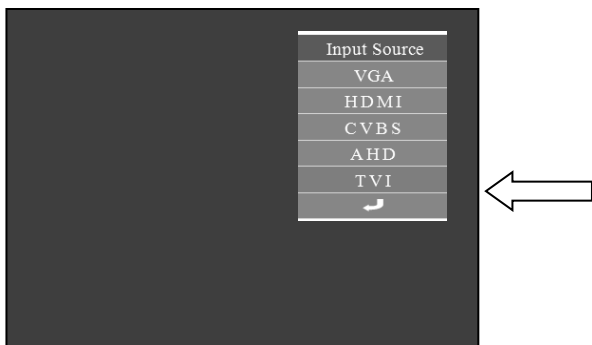 Input Source
VGA
HDMI
CVBS
AHD
TVI